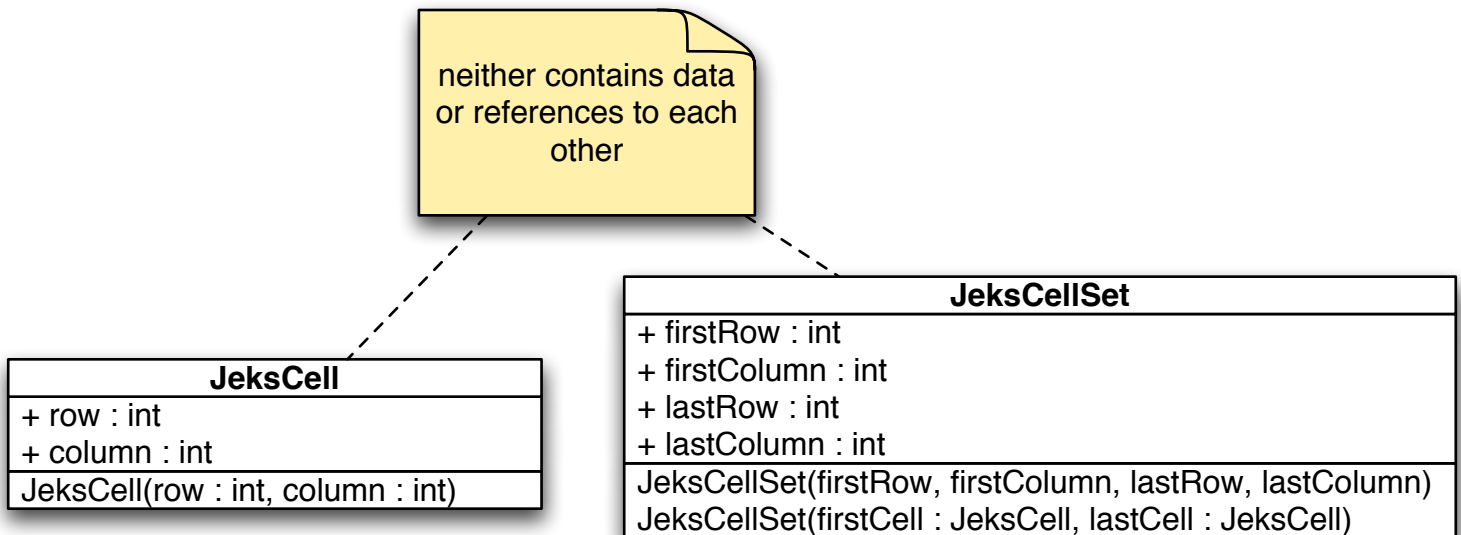 neither contains data
or references to each
other
JeksCell
+ row : int
+ column : int
JeksCell(row : int, column : int)
JeksCellSet
+ firstRow : int
+ firstColumn : int
+ lastRow : int
+ lastColumn : int
JeksCellSet(firstRow, firstColumn, lastRow, lastColumn)
JeksCellSet(firstCell : JeksCell, lastCell : JeksCell)